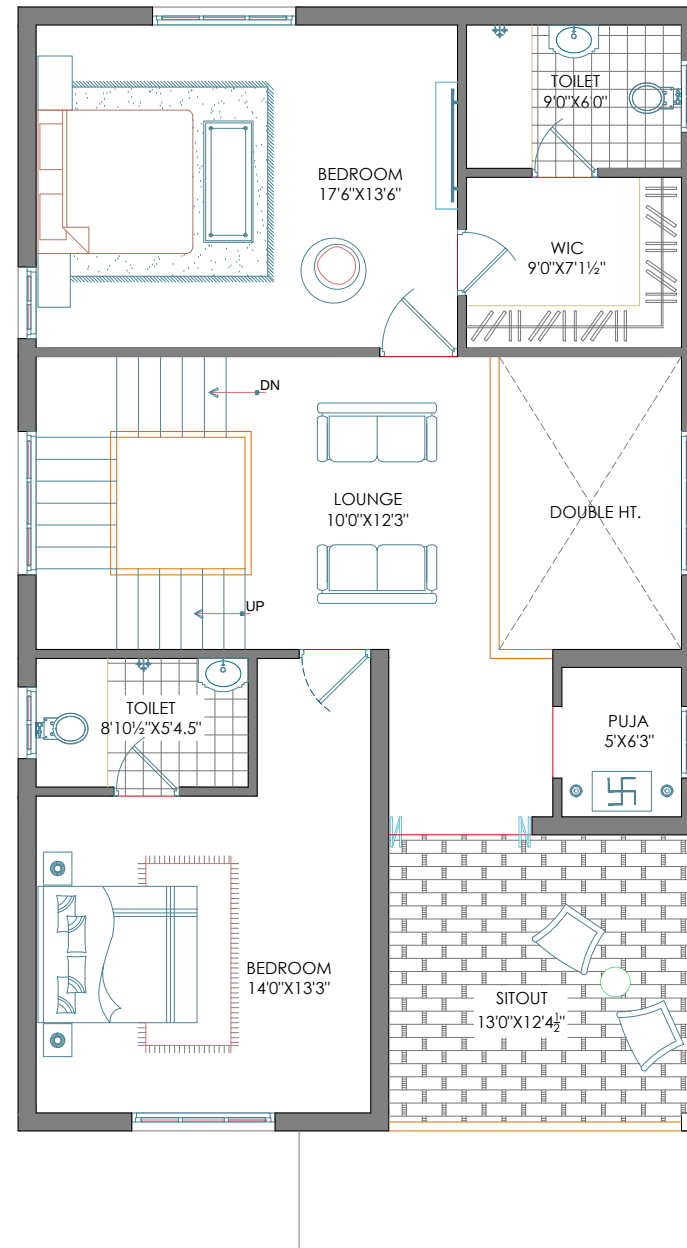 TOILET
9'0"X6'0"
BEDROOM
17'6"X13'6"
WIC
9'0"X7'1½"
DN
LOUNGE
10'0"X12'3"
DOUBLE HT.
UP
TOILET
8'10½"X5'4.5"
PUJA
5'X6'3"
BEDROOM
14'0"X13'3"
SITOUT
13'0"X12'4½"